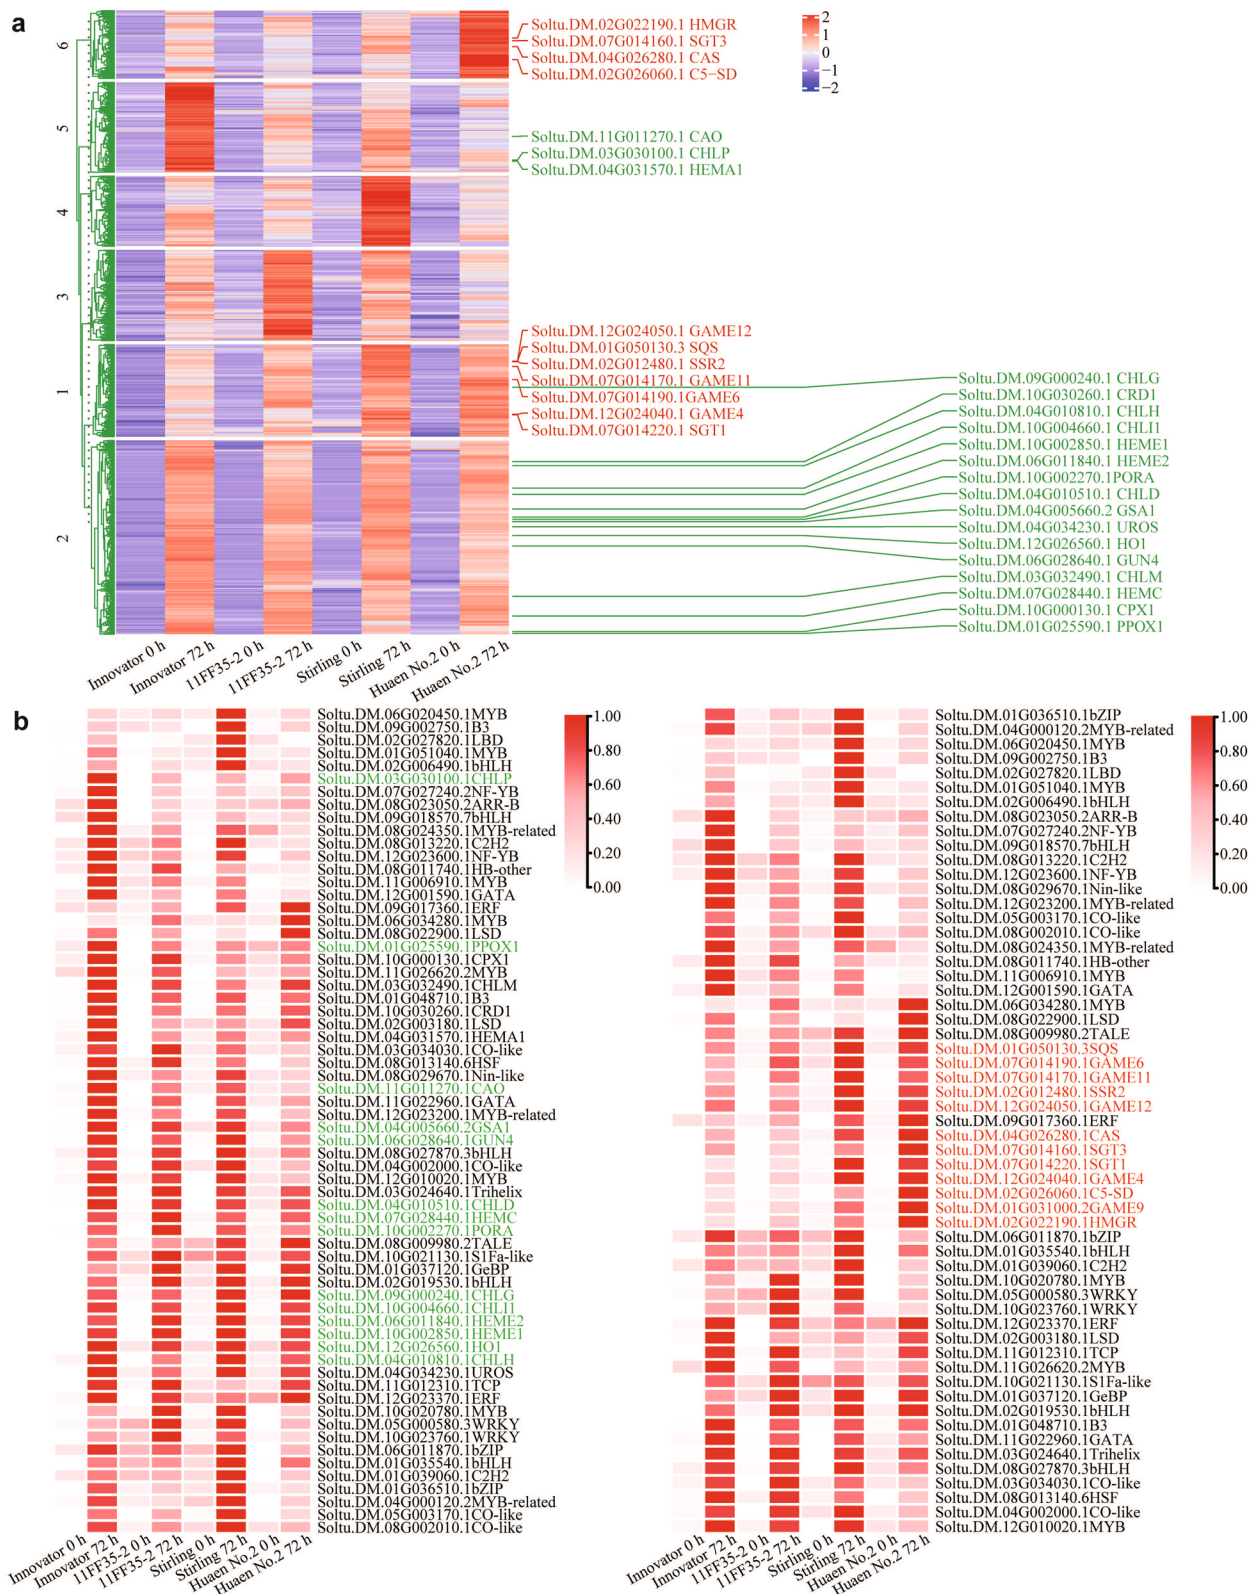 a
6
5
4
3
1
2
Soltu.DM.02G022190.1 HMGR
Soltu.DM.07G014160.1 SGT3
Soltu.DM.04G026280.1 CAS
Soltu.DM.02G026060.1 C5−SD
2
1
0
−1
−2
Soltu.DM.11G011270.1 CAO
Soltu.DM.03G030100.1 CHLP
Soltu.DM.04G031570.1 HEMA1
Soltu.DM.12G024050.1 GAME12
Soltu.DM.01G050130.3 SQS
Soltu.DM.02G012480.1 SSR2
Soltu.DM.07G014170.1 GAME11
Soltu.DM.07G014190.1GAME6
Soltu.DM.12G024040.1 GAME4
Soltu.DM.07G014220.1 SGT1
Soltu.DM.09G000240.1 CHLG
Soltu.DM.10G030260.1 CRD1
Soltu.DM.04G010810.1 CHLH
Soltu.DM.10G004660.1 CHLI1
Soltu.DM.10G002850.1 HEME1
Soltu.DM.06G011840.1 HEME2
Soltu.DM.10G002270.1PORA
Soltu.DM.04G010510.1 CHLD
Soltu.DM.04G005660.2 GSA1
Soltu.DM.04G034230.1 UROS
Soltu.DM.12G026560.1 HO1
Soltu.DM.06G028640.1 GUN4
Soltu.DM.03G032490.1 CHLM
Soltu.DM.07G028440.1 HEMC
Soltu.DM.10G000130.1 CPX1
Soltu.DM.01G025590.1 PPOX1
Innovator 0 h
Innovator 72 h
11FF35-2 0 h
11FF35-2 72 h
Stirling 0 h
Stirling 72 h
Huaen No.2 0 h
Huaen No.2 72 h
b
Soltu.DM.06G020450.1MYB
Soltu.DM.09G002750.1B3
Soltu.DM.02G027820.1LBD
Soltu.DM.01G051040.1MYB
Soltu.DM.02G006490.1bHLH
Soltu.DM.03G030100.1CHLP
Soltu.DM.07G027240.2NF-YB
Soltu.DM.08G023050.2ARR-B
Soltu.DM.09G018570.7bHLH
Soltu.DM.08G024350.1MYB-related
Soltu.DM.08G013220.1C2H2
Soltu.DM.12G023600.1NF-YB
Soltu.DM.08G011740.1HB-other
Soltu.DM.11G006910.1MYB
Soltu.DM.12G001590.1GATA
Soltu.DM.09G017360.1ERF
Soltu.DM.06G034280.1MYB
Soltu.DM.08G022900.1LSD
Soltu.DM.01G025590.1PPOX1
Soltu.DM.10G000130.1CPX1
Soltu.DM.11G026620.2MYB
Soltu.DM.03G032490.1CHLM
Soltu.DM.01G048710.1B3
Soltu.DM.10G030260.1CRD1
Soltu.DM.02G003180.1LSD
Soltu.DM.04G031570.1HEMA1
Soltu.DM.03G034030.1CO-like
Soltu.DM.08G013140.6HSF
Soltu.DM.08G029670.1Nin-like
Soltu.DM.11G011270.1CAO
Soltu.DM.11G022960.1GATA
Soltu.DM.12G023200.1MYB-related
Soltu.DM.04G005660.2GSA1
Soltu.DM.06G028640.1GUN4
Soltu.DM.08G027870.3bHLH
Soltu.DM.04G002000.1CO-like
Soltu.DM.12G010020.1MYB
Soltu.DM.03G024640.1Trihelix
Soltu.DM.04G010510.1CHLD
Soltu.DM.07G028440.1HEMC
Soltu.DM.10G002270.1PORA
Soltu.DM.08G009980.2TALE
Soltu.DM.10G021130.1S1Fa-like
Soltu.DM.01G037120.1GeBP
Soltu.DM.02G019530.1bHLH
Soltu.DM.09G000240.1CHLG
Soltu.DM.10G004660.1CHLI1
Soltu.DM.06G011840.1HEME2
Soltu.DM.10G002850.1HEME1
Soltu.DM.12G026560.1HO1
Soltu.DM.04G010810.1CHLH
Soltu.DM.04G034230.1UROS
Soltu.DM.11G012310.1TCP
Soltu.DM.12G023370.1ERF
Soltu.DM.10G020780.1MYB
Soltu.DM.05G000580.3WRKY
Soltu.DM.10G023760.1WRKY
Soltu.DM.06G011870.1bZIP
Soltu.DM.01G035540.1bHLH
Soltu.DM.01G039060.1C2H2
Soltu.DM.01G036510.1bZIP
Soltu.DM.04G000120.2MYB-related
Soltu.DM.05G003170.1CO-like
Soltu.DM.08G002010.1CO-like
1.00
0.80
0.60
0.40
0.20
0.00
Innovator 0 h
Innovator 72 h
11FF35-2 0 h
11FF35-2 72 h
Stirling 0 h
Stirling 72 h
Huaen No.2 0 h
Huaen No.2 72 h
Soltu.DM.01G036510.1bZIP
Soltu.DM.04G000120.2MYB-related
Soltu.DM.06G020450.1MYB
Soltu.DM.09G002750.1B3
Soltu.DM.02G027820.1LBD
Soltu.DM.01G051040.1MYB
Soltu.DM.02G006490.1bHLH
Soltu.DM.08G023050.2ARR-B
Soltu.DM.07G027240.2NF-YB
Soltu.DM.09G018570.7bHLH
Soltu.DM.08G013220.1C2H2
Soltu.DM.12G023600.1NF-YB
Soltu.DM.08G029670.1Nin-like
Soltu.DM.12G023200.1MYB-related
Soltu.DM.05G003170.1CO-like
Soltu.DM.08G002010.1CO-like
Soltu.DM.08G024350.1MYB-related
Soltu.DM.08G011740.1HB-other
Soltu.DM.11G006910.1MYB
Soltu.DM.12G001590.1GATA
Soltu.DM.06G034280.1MYB
Soltu.DM.08G022900.1LSD
Soltu.DM.08G009980.2TALE
Soltu.DM.01G050130.3SQS
Soltu.DM.07G014190.1GAME6
Soltu.DM.07G014170.1GAME11
Soltu.DM.02G012480.1SSR2
Soltu.DM.12G024050.1GAME12
Soltu.DM.09G017360.1ERF
Soltu.DM.04G026280.1CAS
Soltu.DM.07G014160.1SGT3
Soltu.DM.07G014220.1SGT1
Soltu.DM.12G024040.1GAME4
Soltu.DM.02G026060.1C5-SD
Soltu.DM.01G031000.2GAME9
Soltu.DM.02G022190.1HMGR
Soltu.DM.06G011870.1bZIP
Soltu.DM.01G035540.1bHLH
Soltu.DM.01G039060.1C2H2
Soltu.DM.10G020780.1MYB
Soltu.DM.05G000580.3WRKY
Soltu.DM.10G023760.1WRKY
Soltu.DM.12G023370.1ERF
Soltu.DM.02G003180.1LSD
Soltu.DM.11G012310.1TCP
Soltu.DM.11G026620.2MYB
Soltu.DM.10G021130.1S1Fa-like
Soltu.DM.01G037120.1GeBP
Soltu.DM.02G019530.1bHLH
Soltu.DM.01G048710.1B3
Soltu.DM.11G022960.1GATA
Soltu.DM.03G024640.1Trihelix
Soltu.DM.08G027870.3bHLH
Soltu.DM.03G034030.1CO-like
Soltu.DM.08G013140.6HSF
Soltu.DM.04G002000.1CO-like
Soltu.DM.12G010020.1MYB
1.00
0.80
0.60
0.40
0.20
0.00
Innovator 0 h
Innovator 72 h
11FF35-2 0 h
11FF35-2 72 h
Stirling 0 h
Stirling 72 h
Huaen No.2 0 h
Huaen No.2 72 h